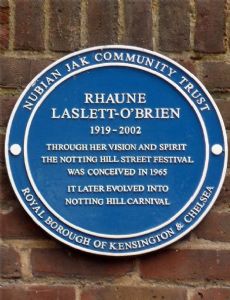 NUBIAN JAK COMMUNITY TRUST
RHAUNE
LASLETT-O'BRIEN
1919-2002
THROUGH HER VISION AND SPIRIT
THE NOTTING HILL STREET FESTIVAL
WAS CONCEIVED IN 1965
IT LATER EVOLVED INTO
NOTTING HILL CARNIVAL
ROYAL BOROUGH OF KENSINGTON & CHELSEA